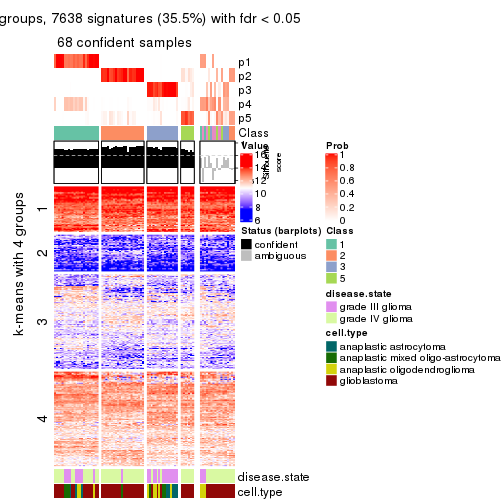 groups, 7638 signatures (35.5%) with fdr < 0.05
68 confident samples
p1
p2
p3
p4
p5
Class
Silhouette
score
Value
16
14
12
10
8
6
Prob
1
0.8
0.6
0.4
0.2
0
Status (barplots)
confident
ambiguous
Class
1
2
3
5
disease.state
grade III glioma
grade IV glioma
cell.type
anaplastic astrocytoma
anaplastic mixed oligo-astrocytoma
anaplastic oligodendroglioma
glioblastoma
k-means with 4 groups
1
2
3
4
disease.state
cell.type